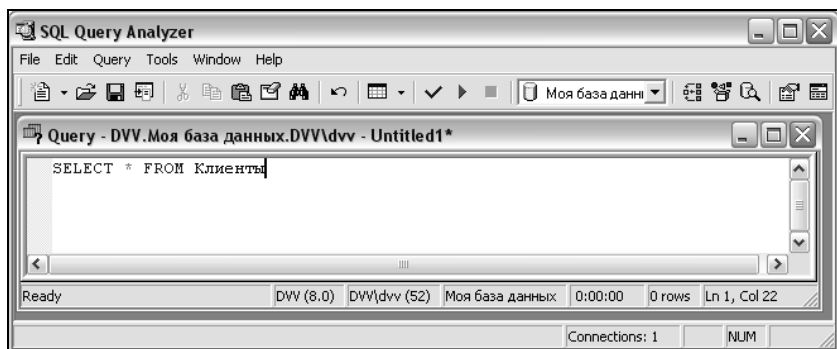 SQL Query Analyzer
File Edit Query Tools Window Help
Моя база данні
Query - DVV.Моя база данных.DVV\dvv - Untitled1*
SELECT * FROM Клиенты
Ready DVV (8.0) DVV\dvv (52) Моя база данных 0:00:00 0 rows Ln 1, Col 22
Connections: 1 NUM